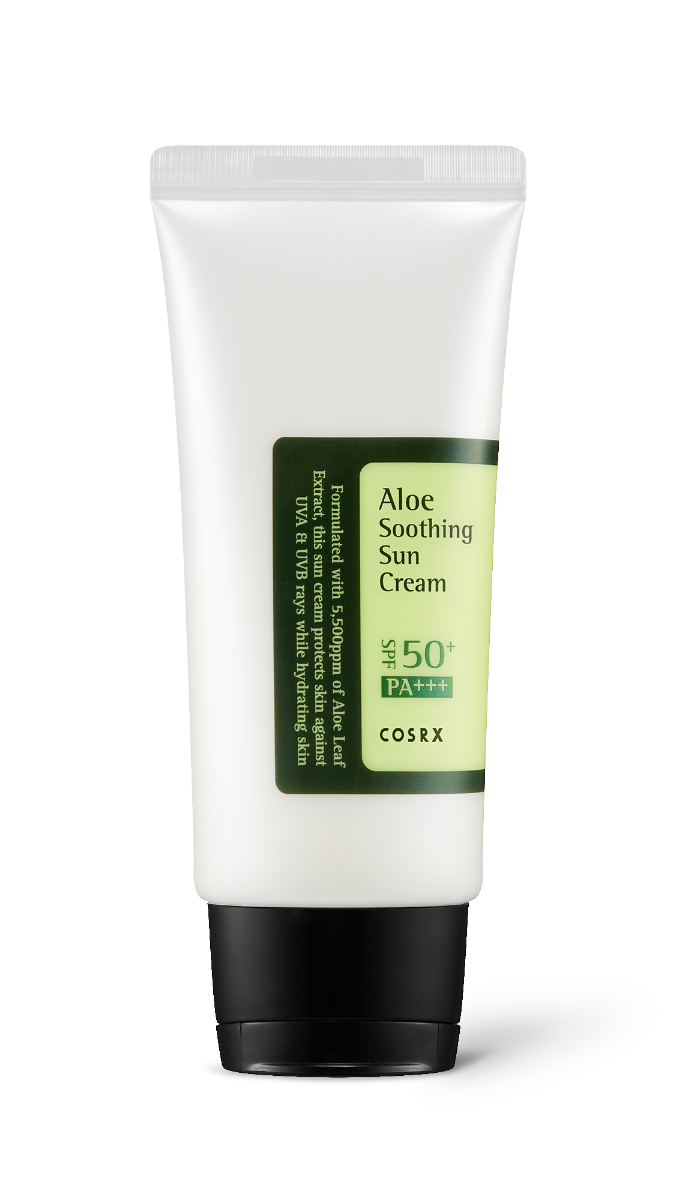 Aloe
Soothing
Sun
Cream
SPF 50+
PA+++
COSRX
Formulated with 5,500ppm of Aloe Leaf
Extract, this sun cream protects skin against
UVA & UVB rays while hydrating skin